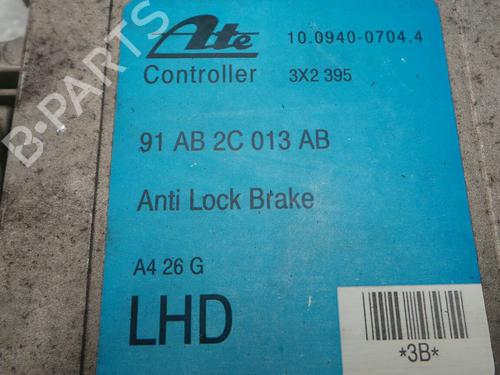 Ate 10.0940-0704.4
Controller 3X2 395
91 AB 2C 013 AB
Anti Lock Brake
A4 26 G
LHD
*3B*
B-PARTS